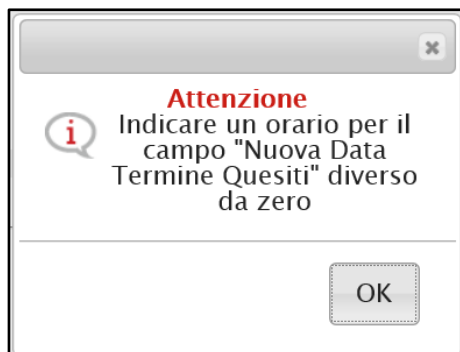 Attenzione
Indicare un orario per il
campo "Nuova Data
Termine Quesiti" diverso
da zero
OK